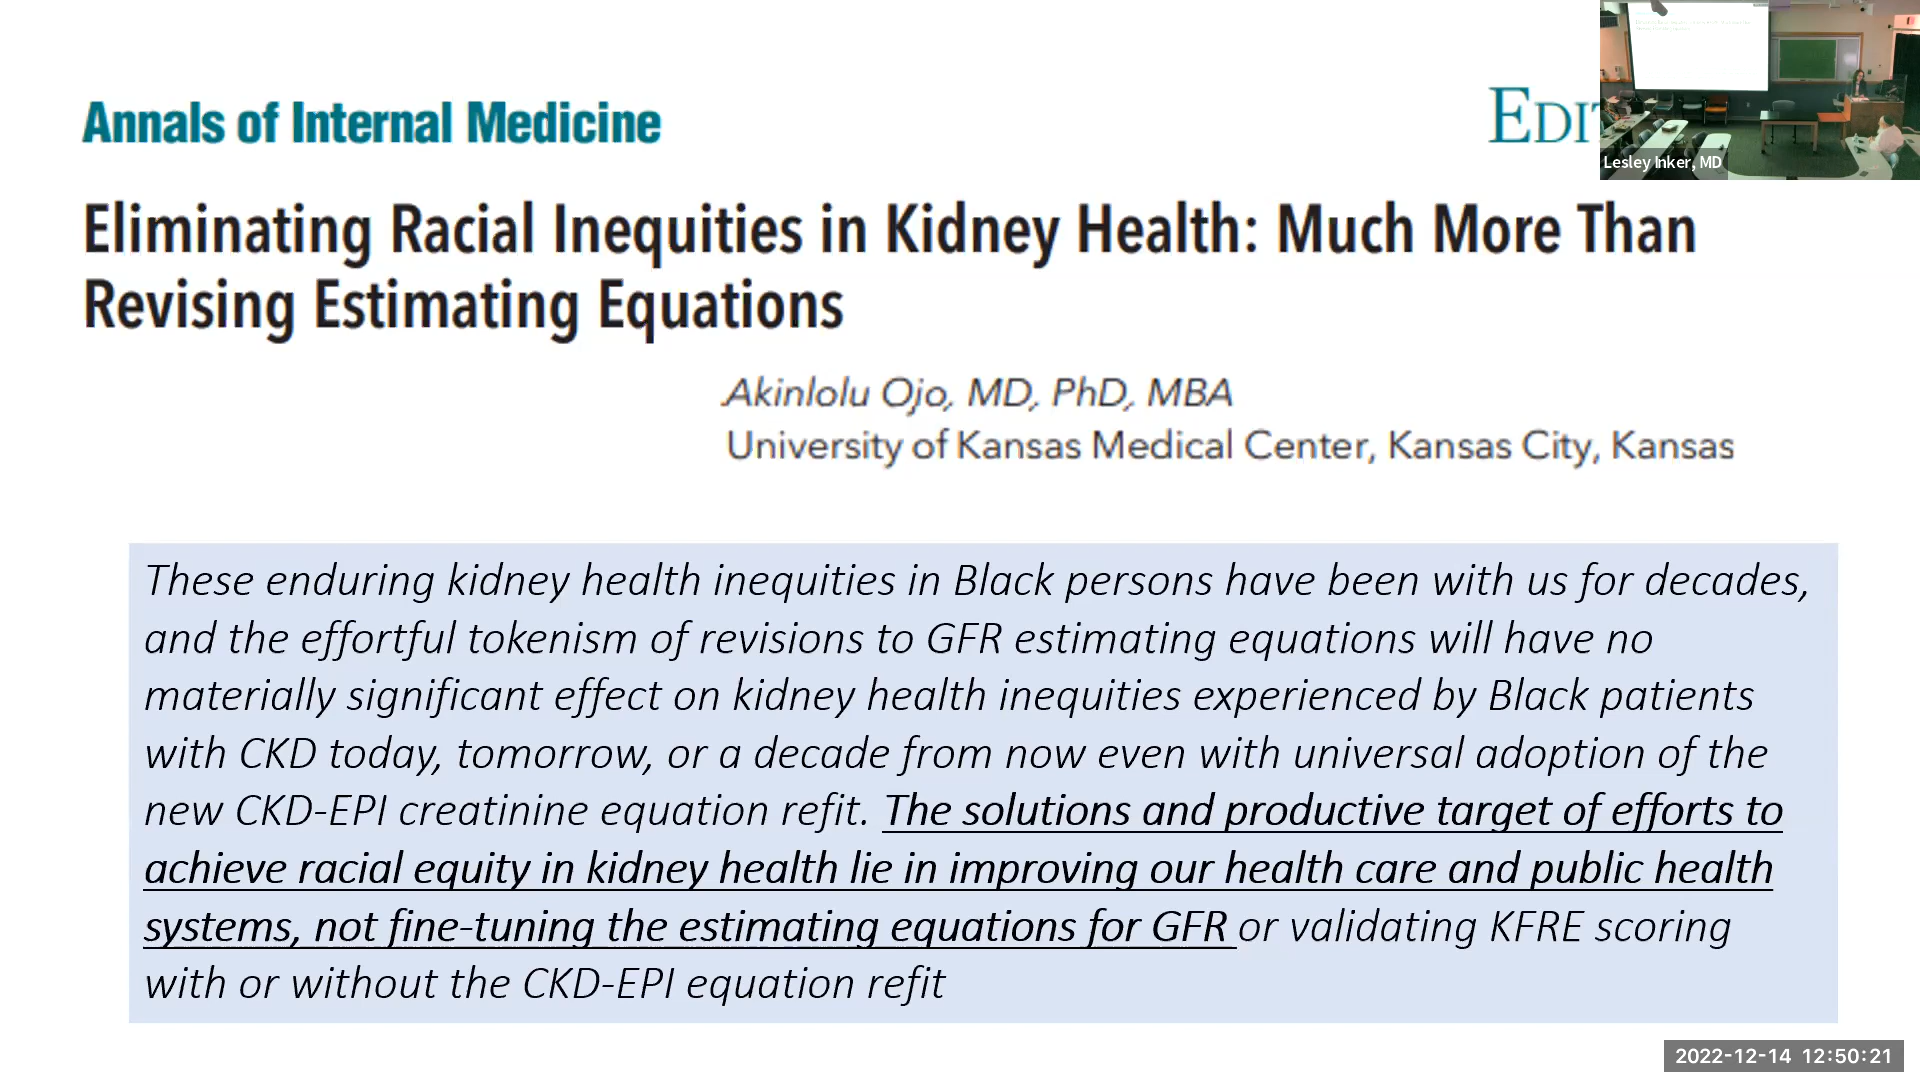 Annals of Internal Medicine
EDI
Lesley Inker, MD
Eliminating Racial Inequities in Kidney Health: Much More Than
Revising Estimating Equations
Akinlolu Ojo, MD, PhD, MBA
University of Kansas Medical Center, Kansas City, Kansas
These enduring kidney health inequities in Black persons have been with us for decades,
and the effortful tokenism of revisions to GFR estimating equations will have no
materially significant effect on kidney health inequities experienced by Black patients
with CKD today, tomorrow, or a decade from now even with universal adoption of the
new CKD-EPI creatinine equation refit. The solutions and productive target of efforts to
achieve racial equity in kidney health lie in improving our health care and public health
systems, not fine-tuning the estimating equations for GFR or validating KFRE scoring
with or without the CKD-EPI equation refit
2022-12-14 12:50:21